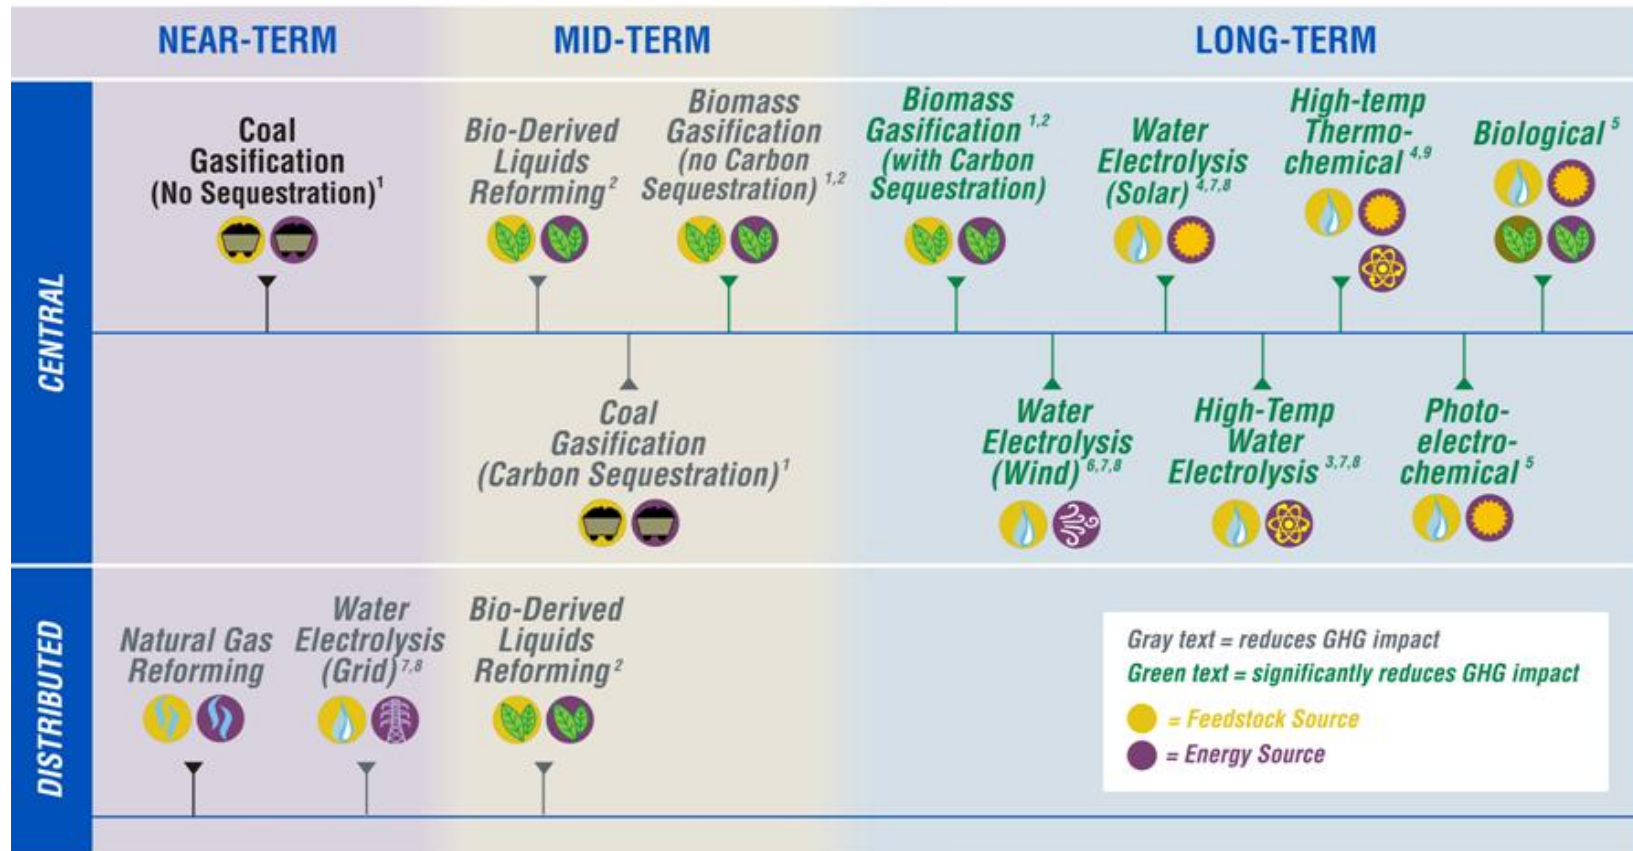 NEAR-TERM
MID-TERM
LONG-TERM
CENTRAL
Coal
Gasification
(No Sequestration)1
Bio-Derived
Liquids
Reforming2
Biomass
Gasification
(no Carbon
Sequestration) 1,2
Biomass
Gasification 1,2
(with Carbon
Sequestration)
Water
Electrolysis
(Solar) 4,7,8
High-temp
Thermo-
chemical 4,9
Biological 5
Coal
Gasification
(Carbon Sequestration)1
Water
Electrolysis
(Wind) 6,7,8
High-Temp
Water
Electrolysis 3,7,8
Photo-
electro-
chemical 5
DISTRIBUTED
Natural Gas
Reforming
Water
Electrolysis
(Grid)7,8
Bio-Derived
Liquids
Reforming2
Gray text = reduces GHG impact
Green text = significantly reduces GHG impact
= Feedstock Source
= Energy Source